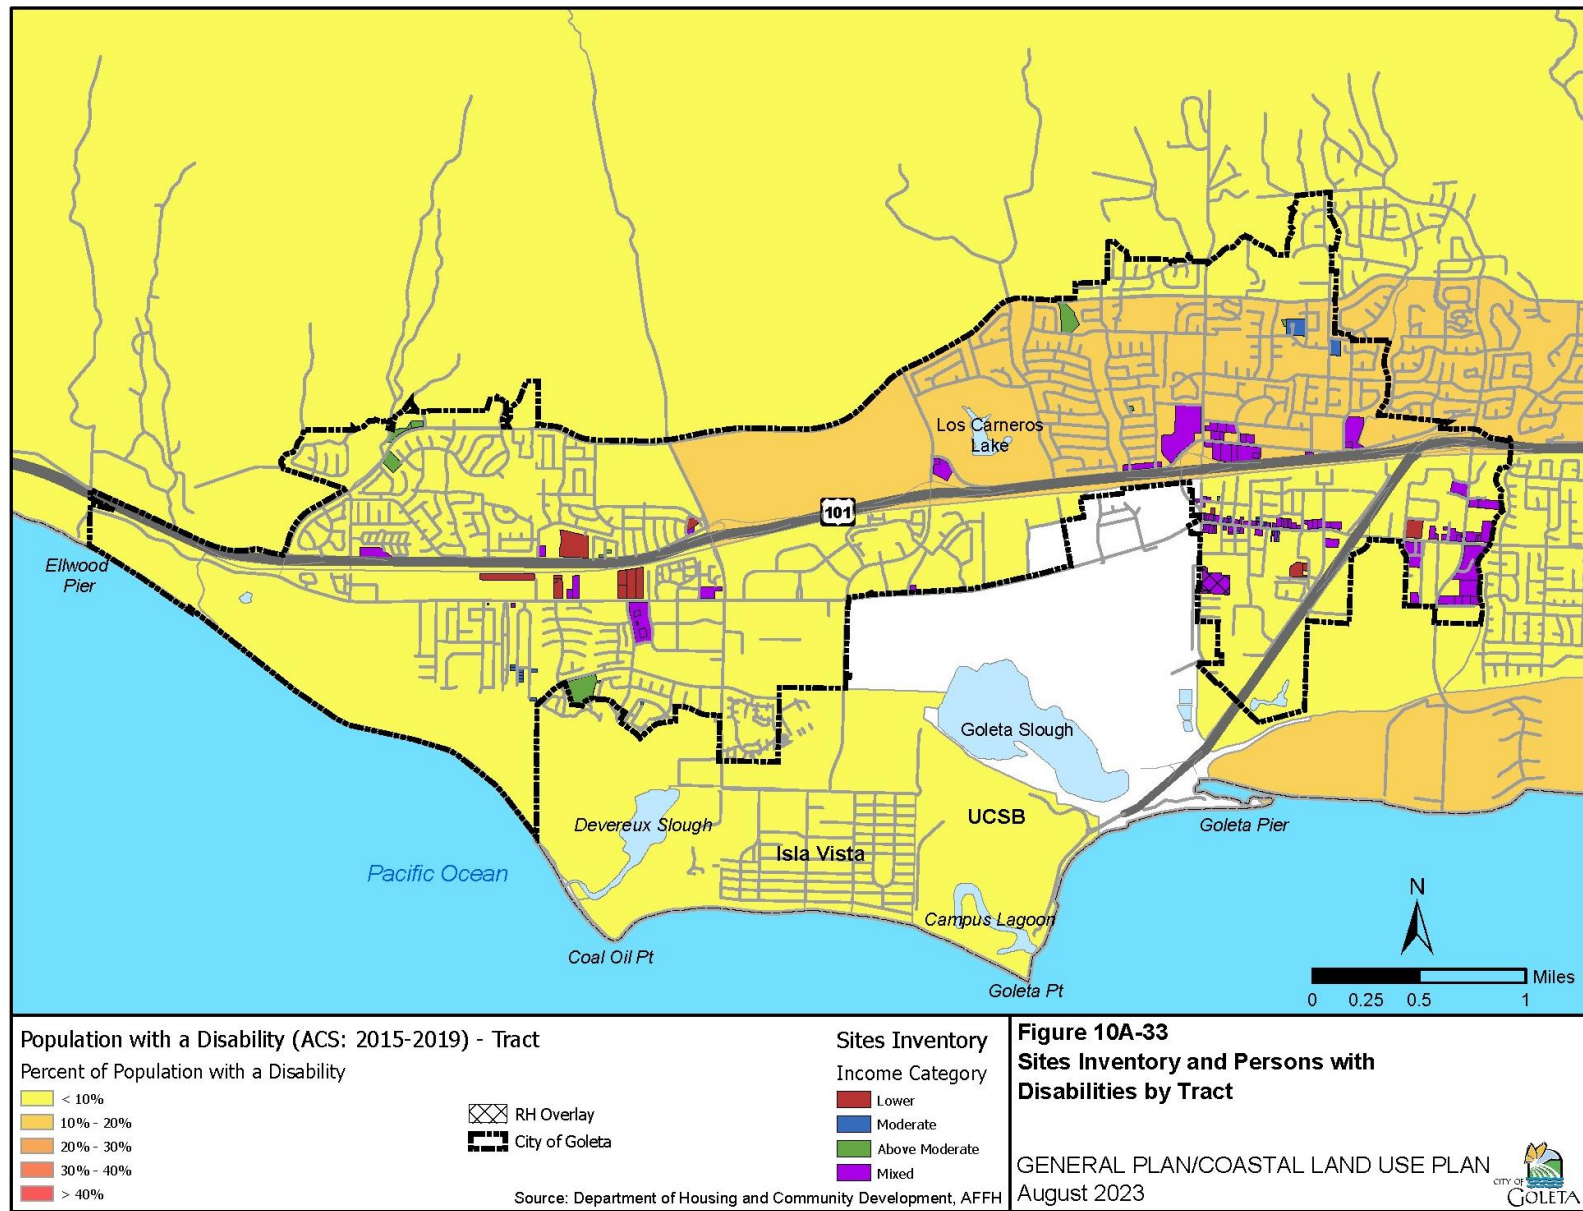 Los Carneros
Lake
101
Ellwood
Pier
Goleta Slough
UCSB
Devereux Slough
Goleta Pier
Isla Vista
Pacific Ocean
Campus Lagoon
Coal Oil Pt
Goleta Pt
N
Miles
0 0.25 0.5 1
Population with a Disability (ACS: 2015-2019) - Tract
Percent of Population with a Disability
< 10%
10% - 20%
20% - 30%
30% - 40%
> 40%
RH Overlay
City of Goleta
Sites Inventory
Income Category
Lower
Moderate
Above Moderate
Mixed
Source: Department of Housing and Community Development, AFFH
Figure 10A-33
Sites Inventory and Persons with
Disabilities by Tract
GENERAL PLAN/COASTAL LAND USE PLAN
August 2023
CITY OF
GOLETA